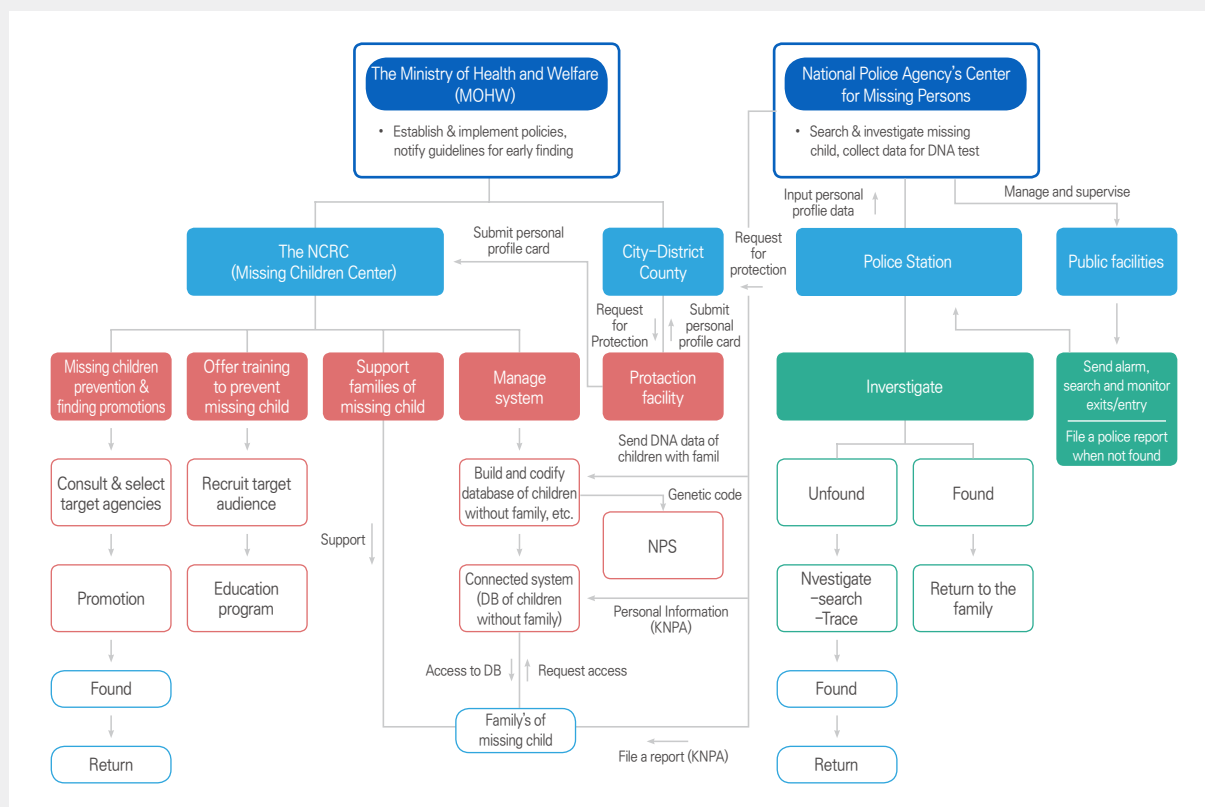 The Ministry of Health and Welfare
(MOHW)
• Establish & implement policies,
notify guidelines for early finding
National Police Agency's Center
for Missing Persons
• Search & investigate missing
child, collect data for DNA test
Input personal
proflie data
Manage and supervise
The NCRC
(Missing Children Center)
Submit personal
profile card
City-District
County
Request
for
protection
Police Station
Public facilities
Request
for
Protection
Submit
personal
profile card
Missing children
prevention &
finding promotions
Offer training
to prevent
missing child
Support
families of
missing child
Manage
system
Protaction
facility
Inverstigate
Send alarm,
search and monitor
exits/entry
File a police report
when not found
Send DNA data of
children with famil
Consult & select
target agencies
Recruit target
audience
Build and codify
database of children
without family, etc.
Genetic code
NPS
Unfound
Found
Support
Promotion
Education
program
Connected system
(DB of children
without family)
Personal Information
(KNPA)
Nvestigate
-search
-Trace
Return to the
family
Access to DB
Request access
Found
Found
Family's of
missing child
File a report (KNPA)
Return
Return